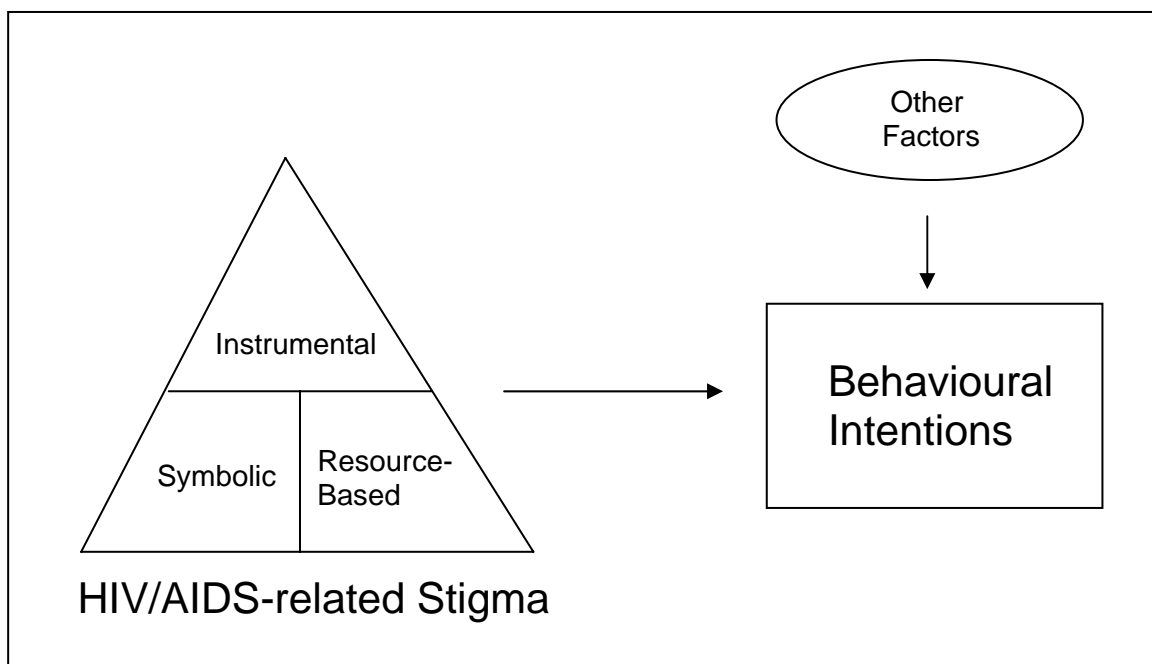 Other
Factors
Instrumental
Symbolic
Resource-
Based
Behavioural
Intentions
HIV/AIDS-related Stigma